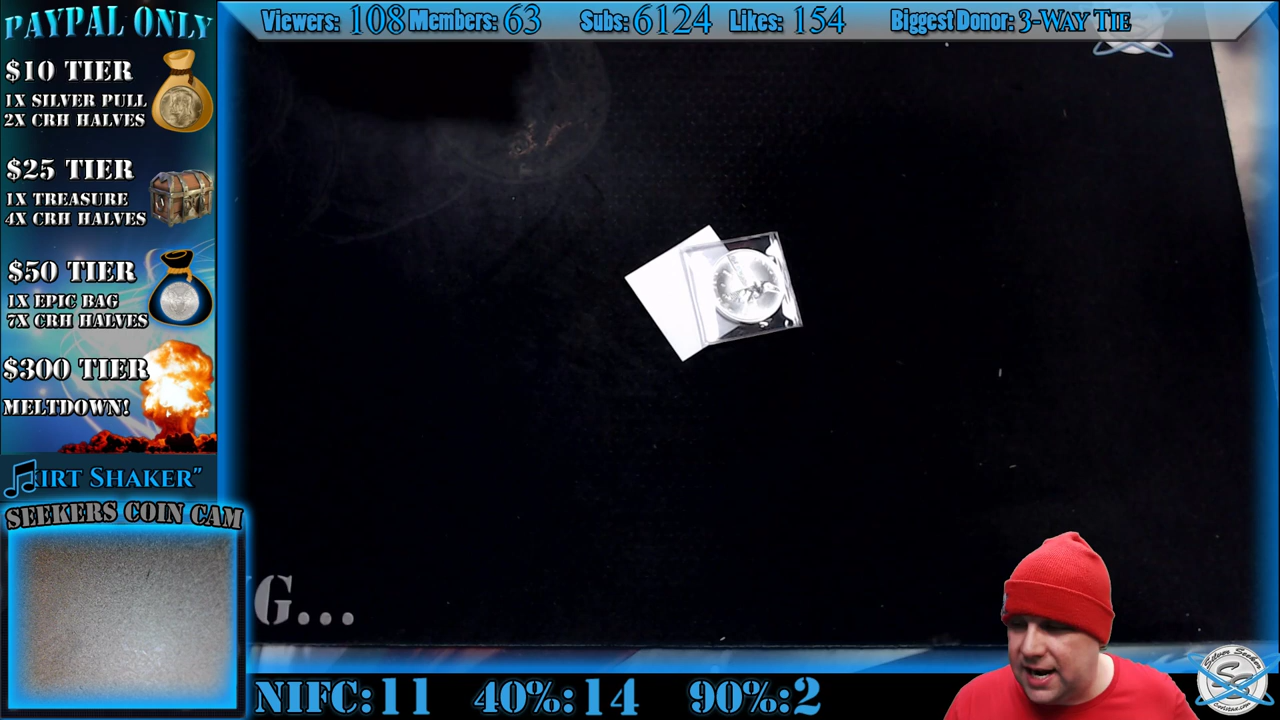 Viewers: 108 Members: 63 Subs: 6124 Likes: 154 Biggest Donor: 3-Way Tie
PAYPAL ONLY
$10 TIER
1X SILVER PULL
2X CRH HALVES
$25 TIER
1X TREASURE
4X CRH HALVES
$50 TIER
1X EPIC BAG
7X CRH HALVES
$300 TIER
MELTDOWN!
IRT SHAKER"
SEEKERS COIN CAM
G...
NIFC:11 40%:14 90%:2
Silver Seeker